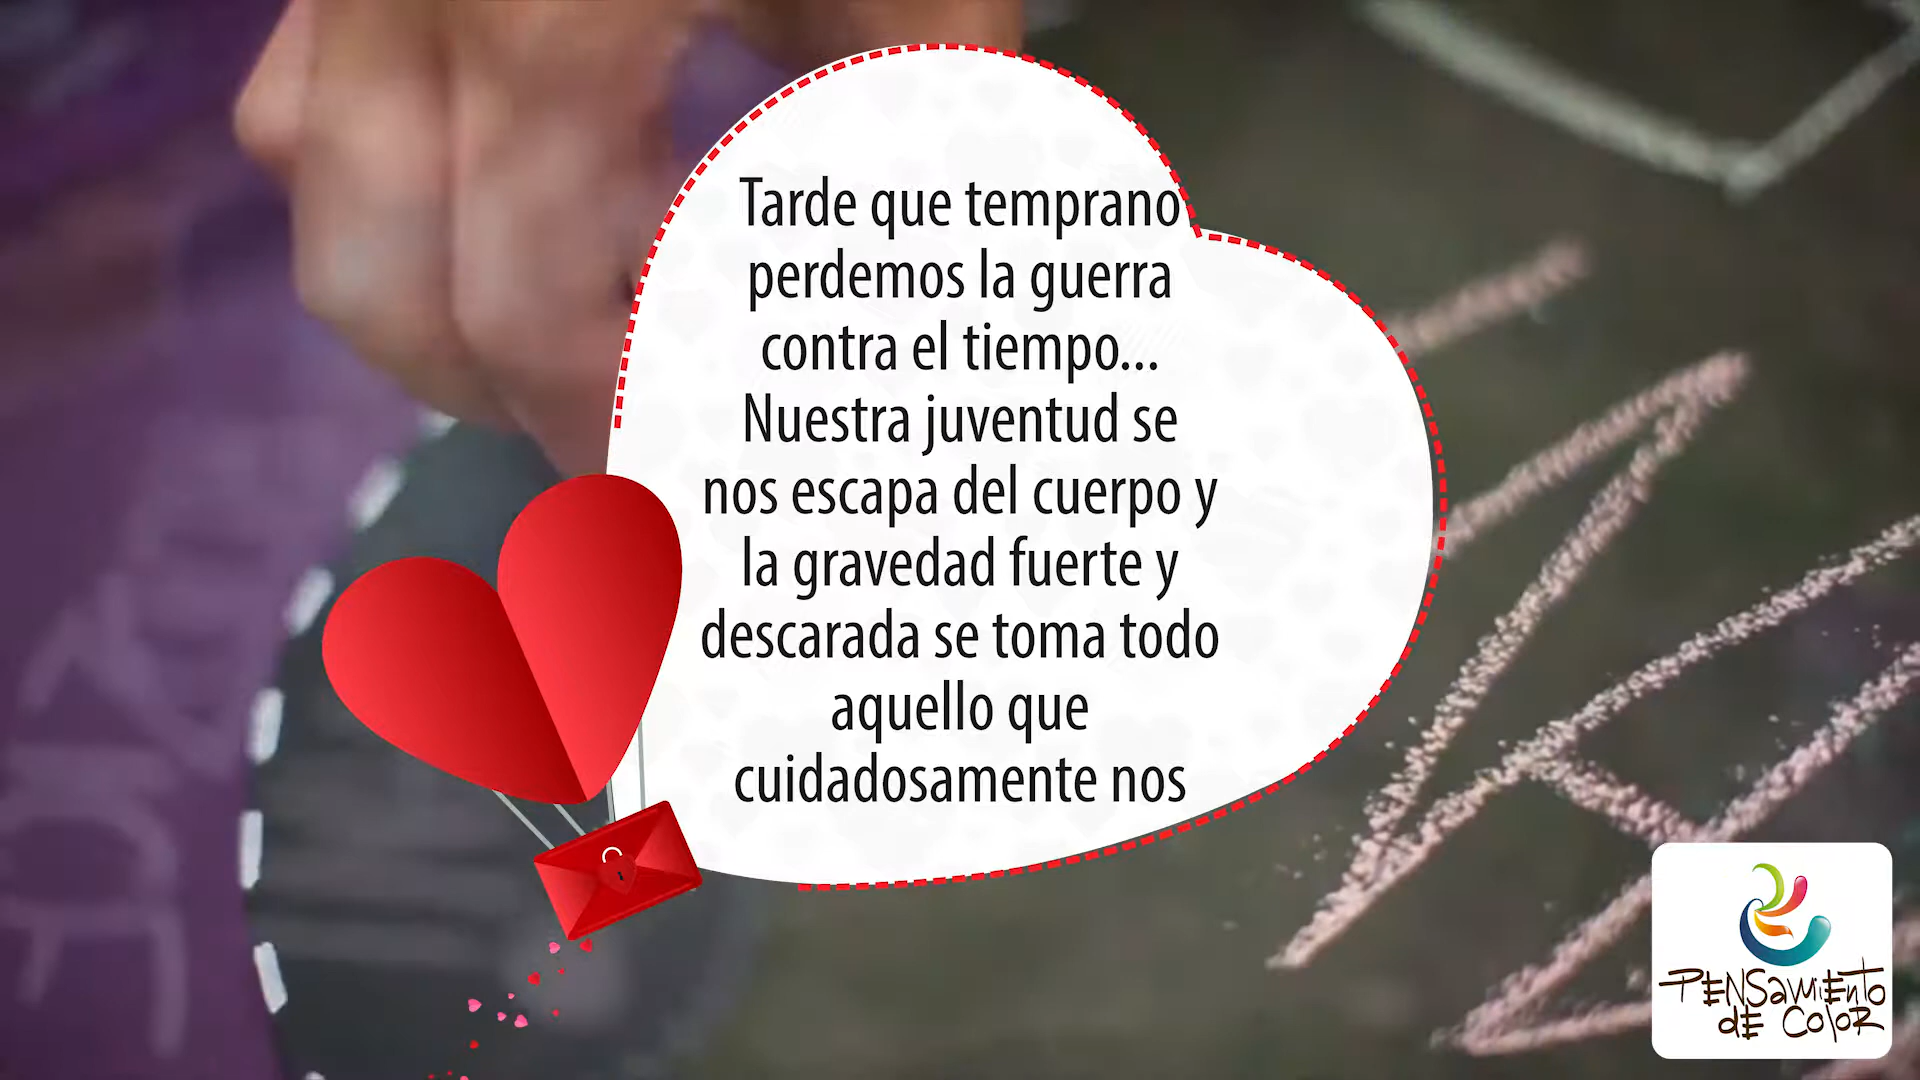 Tarde que temprano
perdemos la guerra
contra el tiempo...
Nuestra juventud se
nos escapa del cuerpo y
la gravedad fuerte y
descarada se toma todo
aquello que
cuidadosamente nos
PENSamiento
de Color